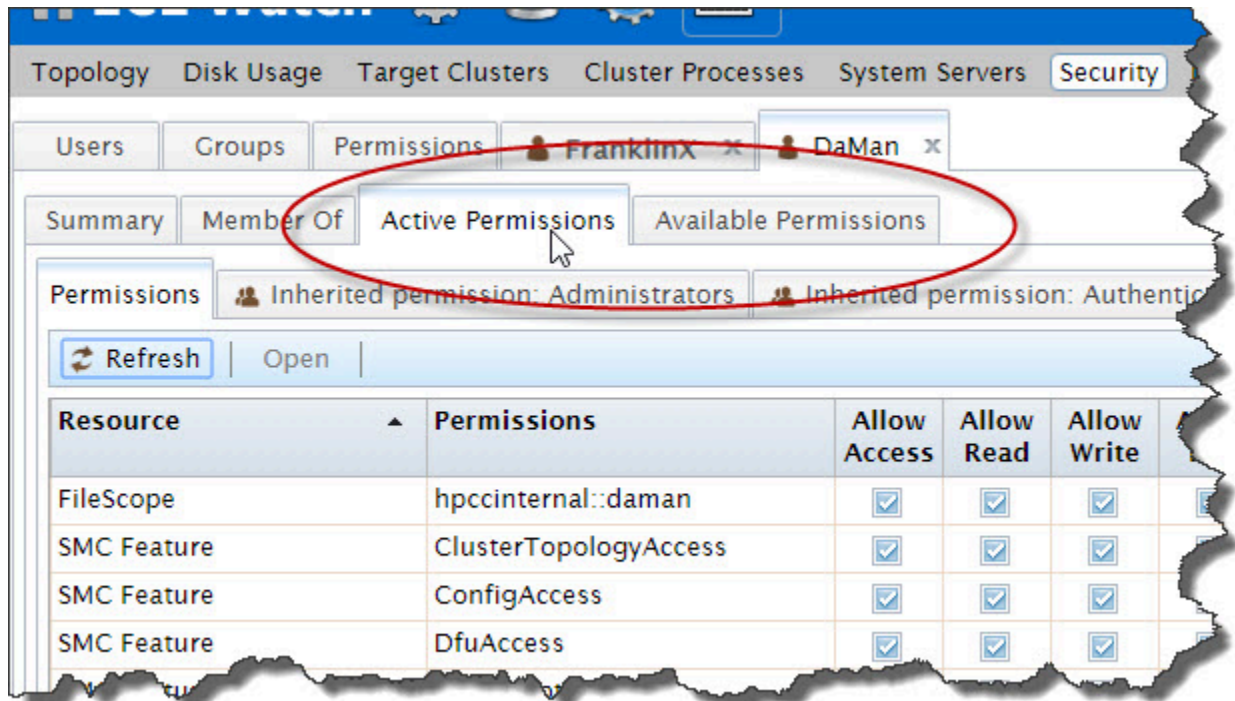 ECL Watch
Topology Disk Usage Target Clusters Cluster Processes System Servers Security
Users Groups Permissions FranklinX x DaMan x
Summary Member Of Active Permissions Available Permissions
Permissions Inherited permission: Administrators Inherited permission: Authentic
Refresh Open
Resource Permissions Allow Access Allow Read Allow Write
FileScope hpccinternal::daman
SMC Feature ClusterTopologyAccess
SMC Feature ConfigAccess
SMC Feature DfuAccess